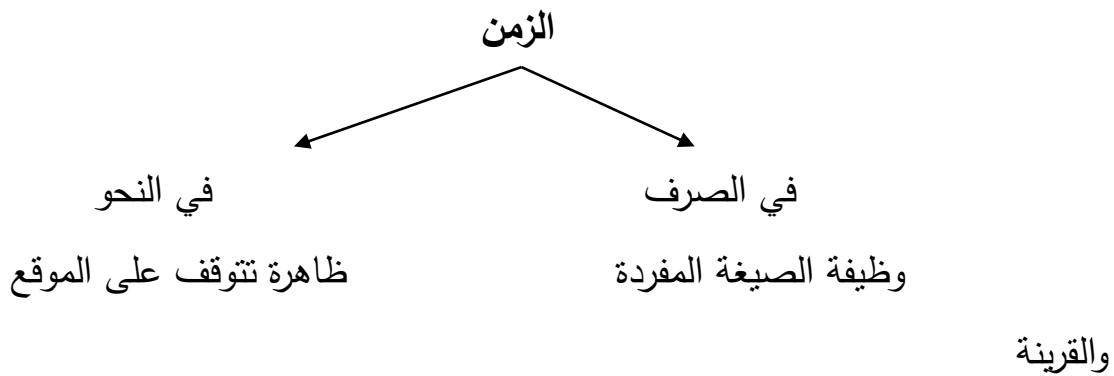 الزمن
في الصرف
في النحو
وظيفة الصيغة المفردة
ظاهرة تتوقف على الموقع
والقرينة